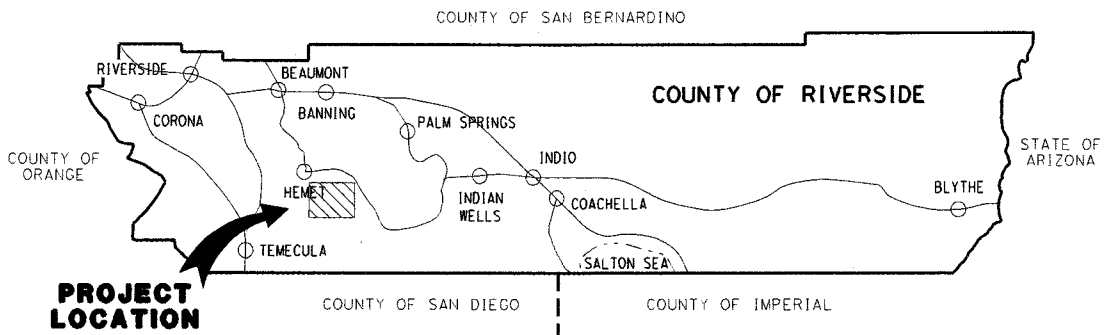 COUNTY OF SAN BERNARDINO
RIVERSIDE
BEAUMONT
COUNTY OF RIVERSIDE
BANNING
CORONA
PALM SPRINGS
COUNTY OF
ORANGE
STATE OF
ARIZONA
INDIO
HEMET
INDIAN
WELLS
BLYTHE
COACHELLA
TEMECULA
SALTON SEA
PROJECT
LOCATION
COUNTY OF SAN DIEGO
COUNTY OF IMPERIAL